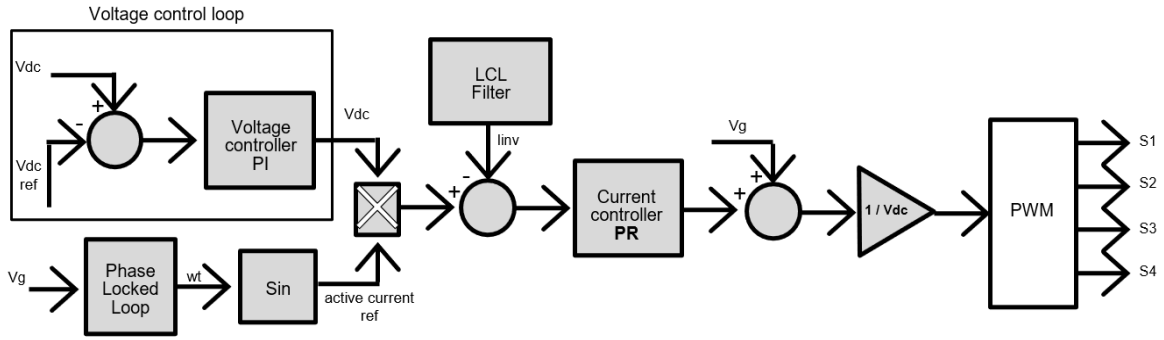 Voltage control loop
Vdc
+
-
Vdc
ref
Voltage
controller
PI
Vdc
LCL
Filter
Iinv
-
+
Current
controller
PR
Vg
+
+
1 / Vdc
PWM
S1
S2
S3
S4
Vg
Phase
Locked
Loop
wt
Sin
active current
ref